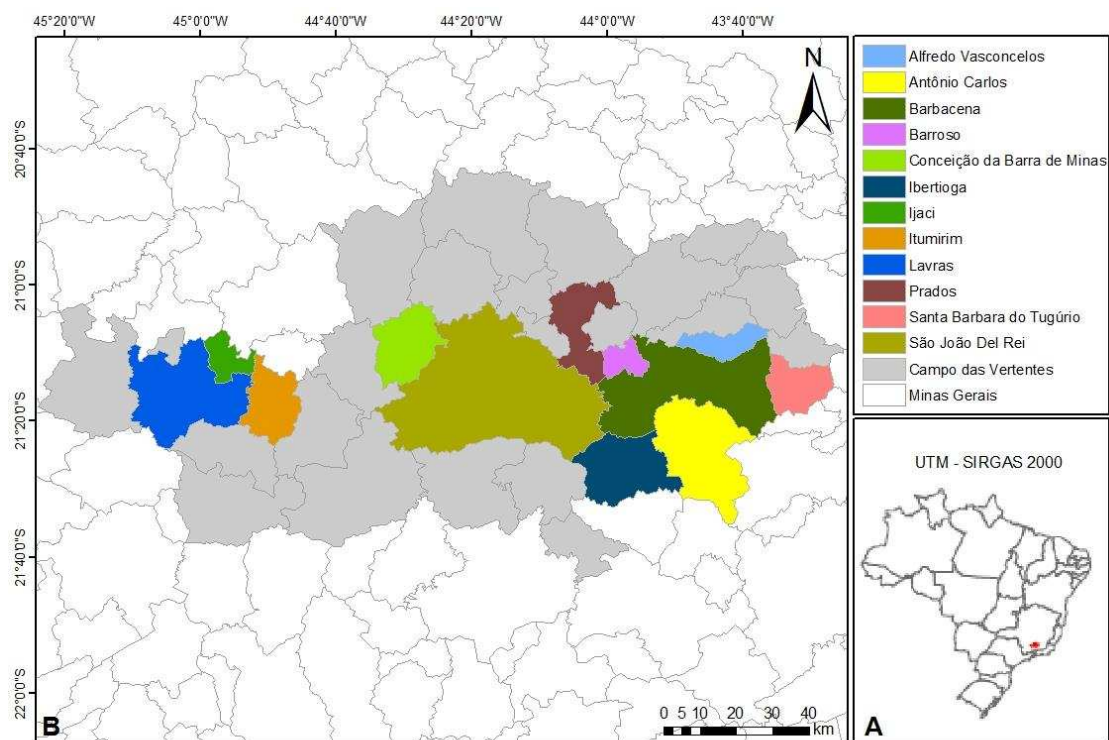 45°20'0"W 45°0'0"W 44°40'0"W 44°20'0"W 44°0'0"W 43°40'0"W
20°40'0"S
21°0'0"S
21°20'0"S
21°40'0"S
22°0'0"S
N
B
0 5 10 20 30 40
km
Alfredo Vasconcelos
Antônio Carlos
Barbacena
Barroso
Conceição da Barra de Minas
Ibertioga
Ijaci
Itumirim
Lavras
Prados
Santa Barbara do Tugúrio
São João Del Rei
Campo das Vertentes
Minas Gerais
UTM - SIRGAS 2000
A